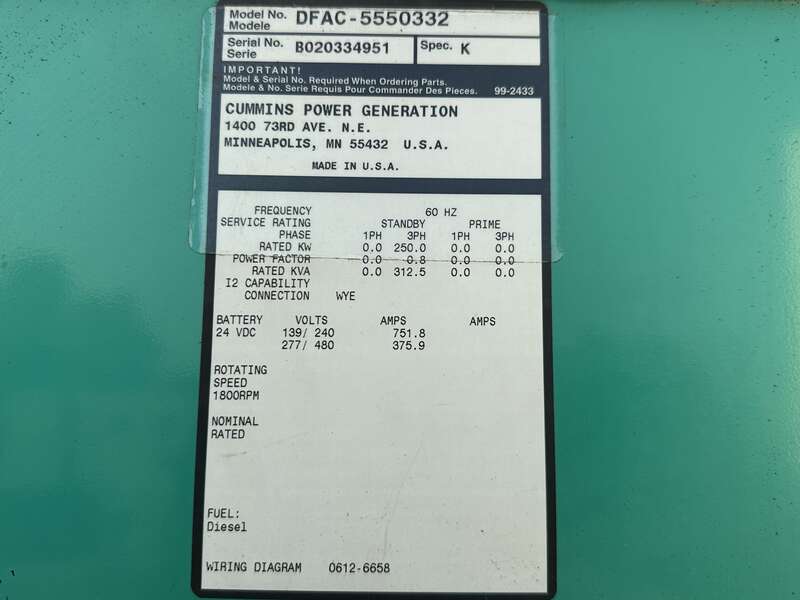 Model No. DFAC-5550332
Modele
Serial No. B020334951 Spec. K
Serie
IMPORTANT!
Model & Serial No. Required When Ordering Parts.
Modele & No. Serie Requis Pour Commander Des Pieces. 99-2433
CUMMINS POWER GENERATION
1400 73RD AVE. N.E.
MINNEAPOLIS, MN 55432 U.S.A.
MADE IN U.S.A.
FREQUENCY 60 HZ
SERVICE RATING STANDBY PRIME
PHASE 1PH 3PH 1PH 3PH
RATED KW 0.0 250.0 0.0 0.0
POWER FACTOR 0.0 0.8 0.0 0.0
RATED KVA 0.0 312.5 0.0 0.0
I2 CAPABILITY
CONNECTION WYE
BATTERY VOLTS AMPS AMPS
24 VDC 139/ 240 751.8
277/ 480 375.9
ROTATING
SPEED
1800RPM
NOMINAL
RATED
FUEL:
Diesel
WIRING DIAGRAM 0612-6658